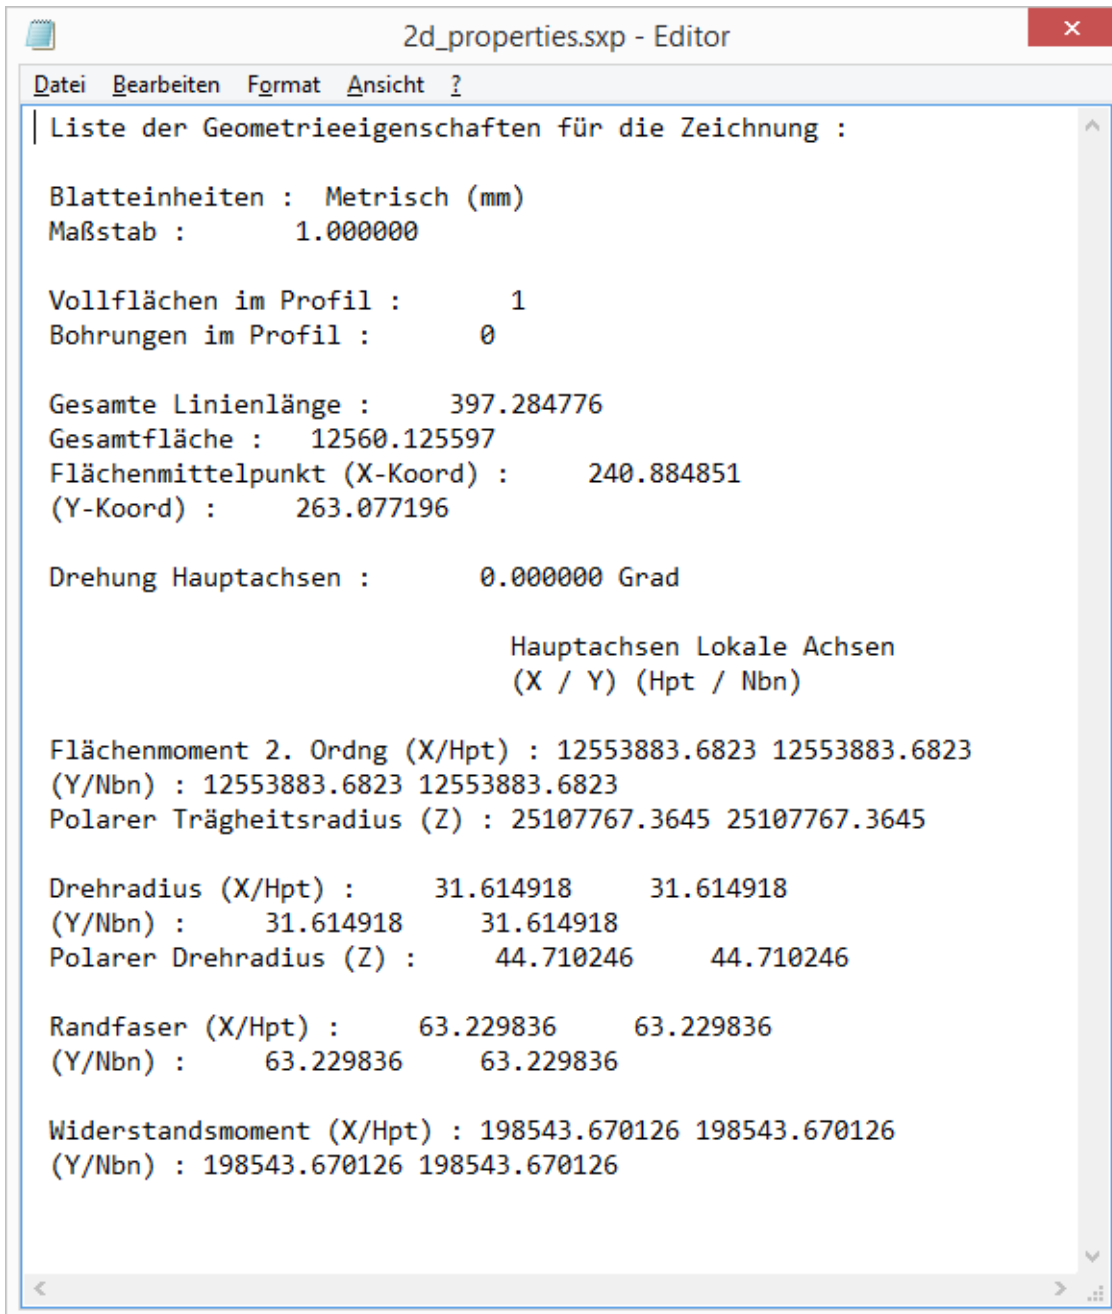 2d_properties.sxp - Editor
Datei Bearbeiten Format Ansicht ?
Liste der Geometrieeigenschaften für die Zeichnung :
Blatteinheiten : Metrisch (mm)
Maßstab : 1.000000
Vollflächen im Profil : 1
Bohrungen im Profil : 0
Gesamte Linienlänge : 397.284776
Gesamtfläche : 12560.125597
Flächenmittelpunkt (X-Koord) : 240.884851
(Y-Koord) : 263.077196
Drehung Hauptachsen : 0.000000 Grad
Hauptachsen Lokale Achsen
(X / Y) (Hpt / Nbn)
Flächenmoment 2. Ordng (X/Hpt) : 12553883.6823 12553883.6823
(Y/Nbn) : 12553883.6823 12553883.6823
Polarer Trägheitsradius (Z) : 25107767.3645 25107767.3645
Drehradius (X/Hpt) : 31.614918 31.614918
(Y/Nbn) : 31.614918 31.614918
Polarer Drehradius (Z) : 44.710246 44.710246
Randfaser (X/Hpt) : 63.229836 63.229836
(Y/Nbn) : 63.229836 63.229836
Widerstandsmoment (X/Hpt) : 198543.670126 198543.670126
(Y/Nbn) : 198543.670126 198543.670126